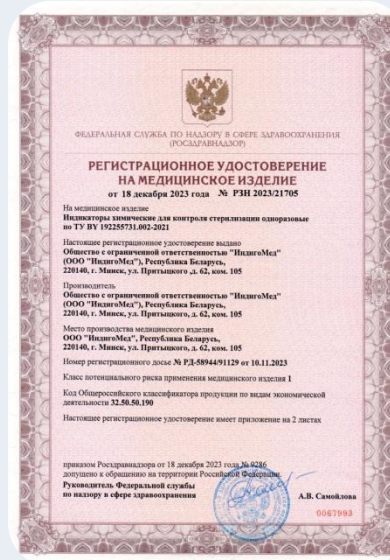 ФЕДЕРАЛЬНАЯ СЛУЖБА ПО НАДЗОРУ В СФЕРЕ ЗДРАВООХРАНЕНИЯ
(РОСЗДРАВНАДЗОР)
РЕГИСТРАЦИОННОЕ УДОСТОВЕРЕНИЕ
НА МЕДИЦИНСКОЕ ИЗДЕЛИЕ
от 18 декабря 2023 года № РЗН 2023/21705
На медицинское изделие
Индикаторы химические для контроля стерилизации одноразовые
по ТУ BY 192255731.002-2021
Настоящее регистрационное удостоверение выдано
Общество с ограниченной ответственностью "ИндигоМед"
(ООО "ИндигоМед"), Республика Беларусь,
220140, г. Минск, ул. Притыцкого, д. 62, ком. 105
Производитель
Общество с ограниченной ответственностью "ИндигоМед"
(ООО "ИндигоМед"), Республика Беларусь,
220140, г. Минск, ул. Притыцкого, д. 62, ком. 105
Место производства медицинского изделия
ООО "ИндигоМед", Республика Беларусь,
220140, г. Минск, ул. Притыцкого, д. 62, ком. 105
Номер регистрационного досье № РД-58944/91129 от 10.11.2023
Класс потенциального риска применения медицинского изделия 1
Код Общероссийского классификатора продукции по видам экономической
деятельности 32.50.50.190
Настоящее регистрационное удостоверение имеет приложение на 2 листах
приказом Росздравнадзора от 18 декабря 2023 года № 9286
допущено к обращению на территории Российской Федерации.
Руководитель Федеральной службы
по надзору в сфере здравоохранения
А.В. Самойлова
0067993